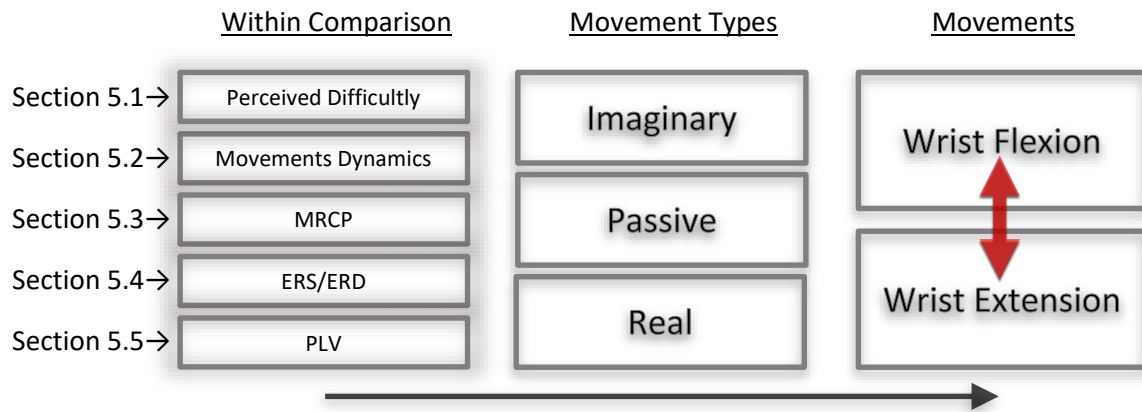 Within Comparison
Movement Types
Movements
Section 5.1→
Perceived Difficultly
Section 5.2→
Movements Dynamics
Section 5.3→
MRCP
Section 5.4→
ERS/ERD
Section 5.5→
PLV
Imaginary
Passive
Real
Wrist Flexion
Wrist Extension